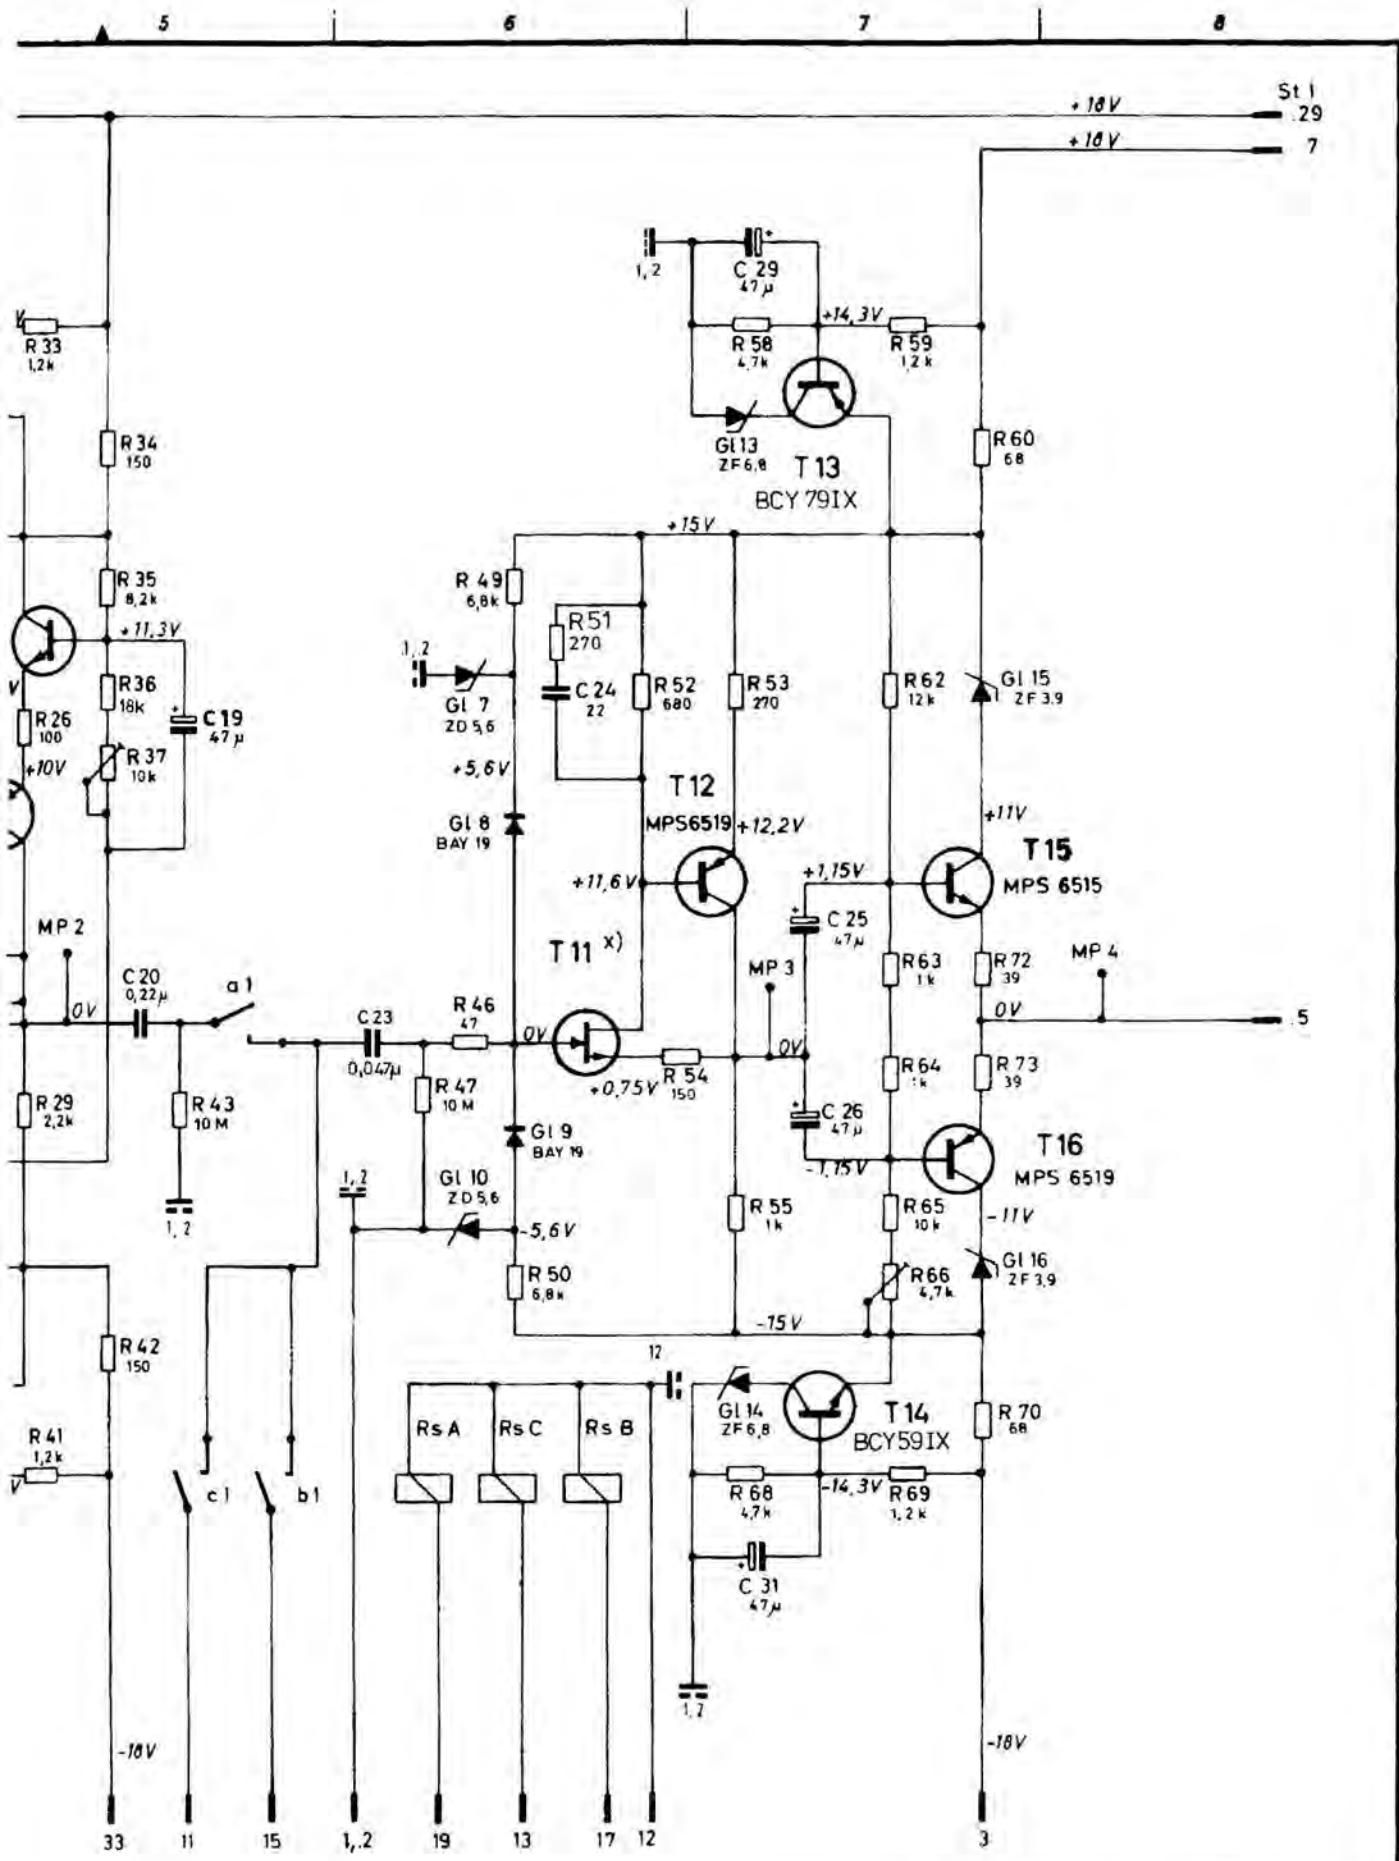 5
6
7
8
+18V
St 1
.29
+18V
7
1,2
C 29
47µ
V
R 33
1,2k
+14,3V
R 58
4,7k
R 59
1,2 k
R 34
150
Gl 13
ZF 6,8
T 13
BCY 79IX
R 60
68
+15V
R 35
8,2k
R 49
6,8k
R 51
270
+11,3V
1,2
V
R 36
18k
Gl 7
ZD 5,6
C 24
22
R 52
680
R 53
270
R 62
12k
Gl 15
ZF 3,9
R 26
100
C 19
47µ
+10V
R 37
10k
+5,6V
T 12
MPS6519
+12,2V
Gl 8
BAY 19
+11V
T 15
MPS 6515
+11,6V
+1,15V
MP 2
C 25
47µ
T 11 x)
C 20
0,22µ
a 1
MP 3
R 63
1k
R 72
39
MP 4
0V
C 23
0,047µ
R 46
47
0V
0V
0V
.5
R 47
10 M
+0,75V
R 54
150
R 64
1k
R 73
39
R 29
2,2k
R 43
10 M
Gl 9
BAY 19
C 26
47µ
T 16
MPS 6519
1,2
Gl 10
ZD 5,6
-1,15V
1,2
-5,6V
R 55
1k
R 65
10k
-11V
R 50
6,8k
R 66
4,7k
Gl 16
ZF 3,9
R 42
150
-15V
12
Rs A
Rs C
Rs B
Gl 14
ZF 6,8
T 14
BCY59IX
R 70
68
R 41
1,2k
V
c 1
b 1
R 68
4,7k
-14,3V
R 69
1,2 k
C 31
47µ
1,2
-18V
-18V
33
11
15
1,.2
19
13
17
12
3